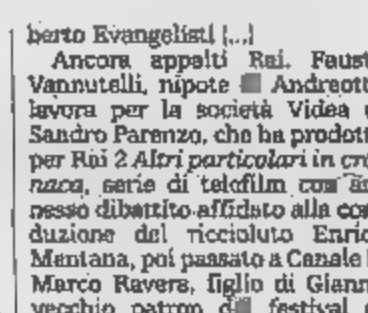 berto Evangelisti [...]
Ancora appalti Rai. Faust
Vannutelli, nipote Andreott
lavora per la società Videa
Sandro Parenzo, che ha prodott
per Rai 2 Altri particolari in cro
naca, serie di telefilm con an
nesso dibattito affidato alla con
duzione del riccioluto Enric
Mentana, poi passato a Canale
Marco Ravera, figlio di Giann
vecchio patron festival